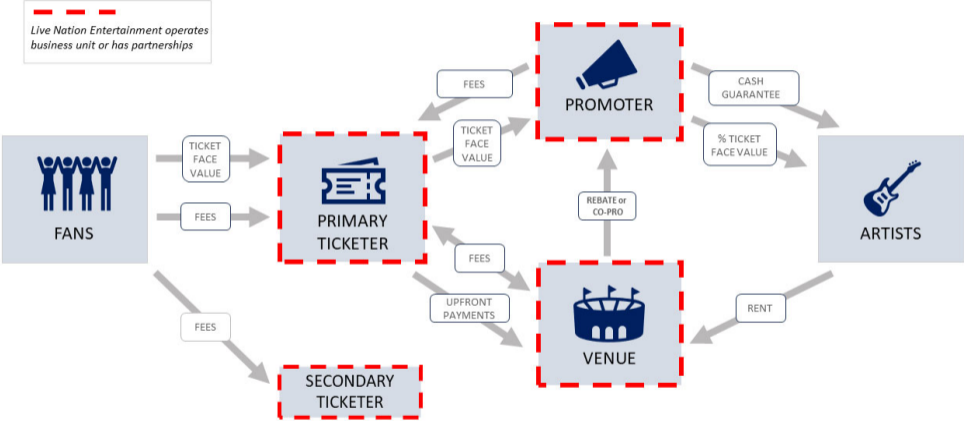 Live Nation Entertainment operates
business unit or has partnerships
FEES
PROMOTER
CASH
GUARANTEE
TICKET
FACE
VALUE
TICKET
FACE
VALUE
% TICKET
FACE VALUE
FANS
FEES
PRIMARY
TICKETER
REBATE or
CO-PRO
ARTISTS
FEES
UPFRONT
PAYMENTS
RENT
FEES
VENUE
SECONDARY
TICKETER